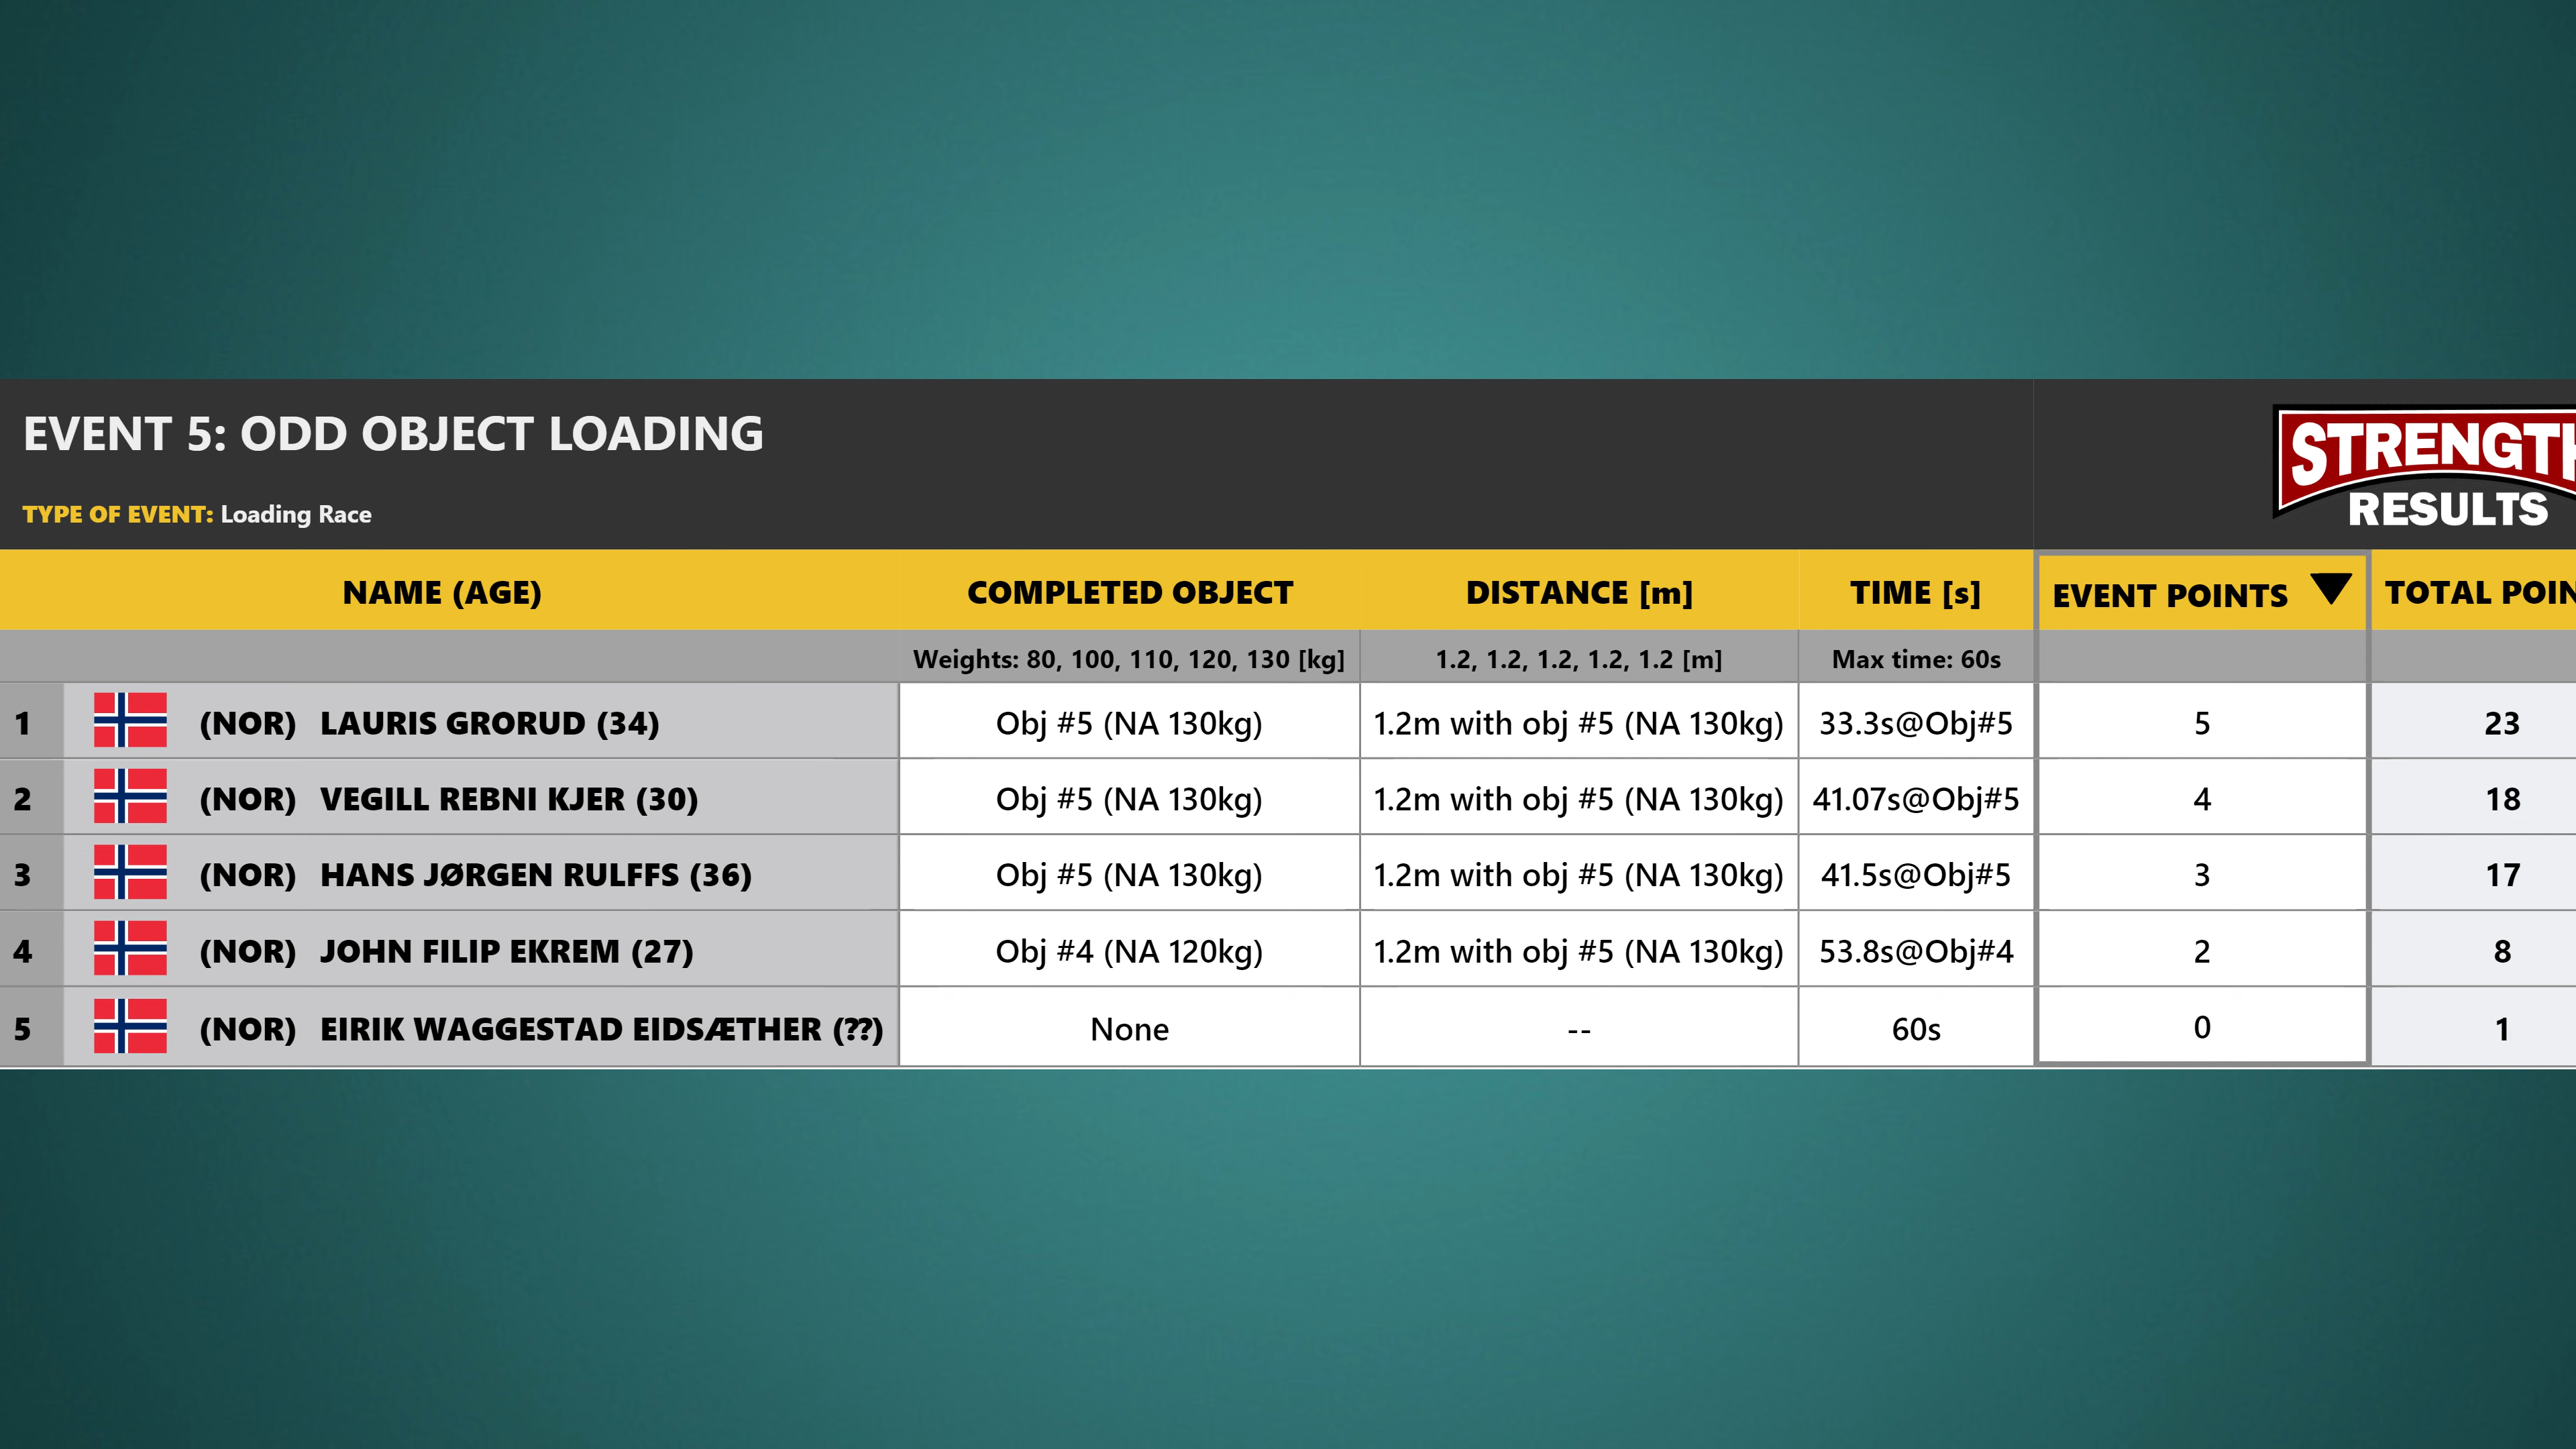 EVENT 5: ODD OBJECT LOADING
STRENGTH
RESULTS
TYPE OF EVENT: Loading Race
NAME (AGE) COMPLETED OBJECT DISTANCE [m] TIME [s] EVENT POINTS ▼ TOTAL POIN
Weights: 80, 100, 110, 120, 130 [kg] 1.2, 1.2, 1.2, 1.2, 1.2 [m] Max time: 60s
1 (NOR) LAURIS GRORUD (34) Obj #5 (NA 130kg) 1.2m with obj #5 (NA 130kg) 33.3s@Obj#5 5 23
2 (NOR) VEGILL REBNI KJER (30) Obj #5 (NA 130kg) 1.2m with obj #5 (NA 130kg) 41.07s@Obj#5 4 18
3 (NOR) HANS JØRGEN RULFFS (36) Obj #5 (NA 130kg) 1.2m with obj #5 (NA 130kg) 41.5s@Obj#5 3 17
4 (NOR) JOHN FILIP EKREM (27) Obj #4 (NA 120kg) 1.2m with obj #5 (NA 130kg) 53.8s@Obj#4 2 8
5 (NOR) EIRIK WAGGESTAD EIDSÆTHER (??) None -- 60s 0 1